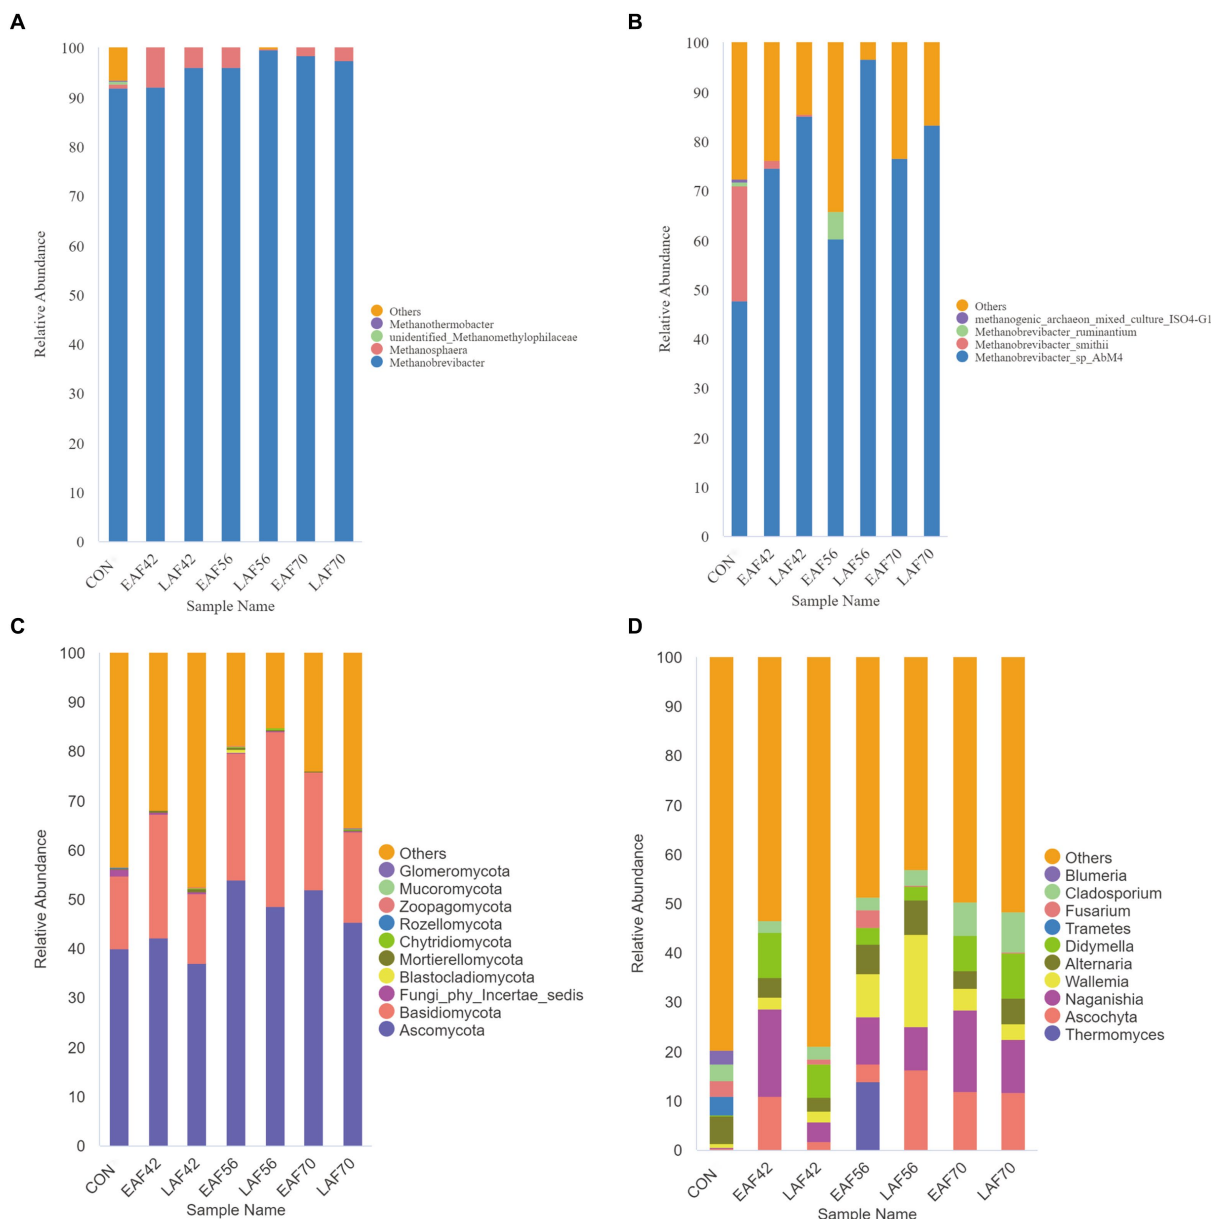 A
100
90
80
70
60
50
40
30
20
10
0
Relative Abundance
CON
EAF42
LAF42
EAF56
LAF56
EAF70
LAF70
Sample Name
Others
Methanothermobacter
unidentified_Methanomethylophilaceae
Methanosphaera
Methanobrevibacter
B
100
90
80
70
60
50
40
30
20
10
0
Relative Abundance
CON
EAF42
LAF42
EAF56
LAF56
EAF70
LAF70
Sample Name
Others
methanogenic_archaeon_mixed_culture_ISO4-G1
Methanobrevibacter_ruminantium
Methanobrevibacter_smithii
Methanobrevibacter_sp_AbM4
C
100
90
80
70
60
50
40
30
20
10
0
Relative Abundance
CON
EAF42
LAF42
EAF56
LAF56
EAF70
LAF70
Sample Name
Others
Glomeromycota
Mucoromycota
Zoopagomycota
Rozellomycota
Chytridiomycota
Mortierellomycota
Blastocladiomycota
Fungi_phy_Incertae_sedis
Basidiomycota
Ascomycota
D
100
90
80
70
60
50
40
30
20
10
0
Relative Abundance
CON
EAF42
LAF42
EAF56
LAF56
EAF70
LAF70
Sample Name
Others
Blumeria
Cladosporium
Fusarium
Trametes
Didymella
Alternaria
Wallemia
Naganishia
Ascochyta
Thermomyces